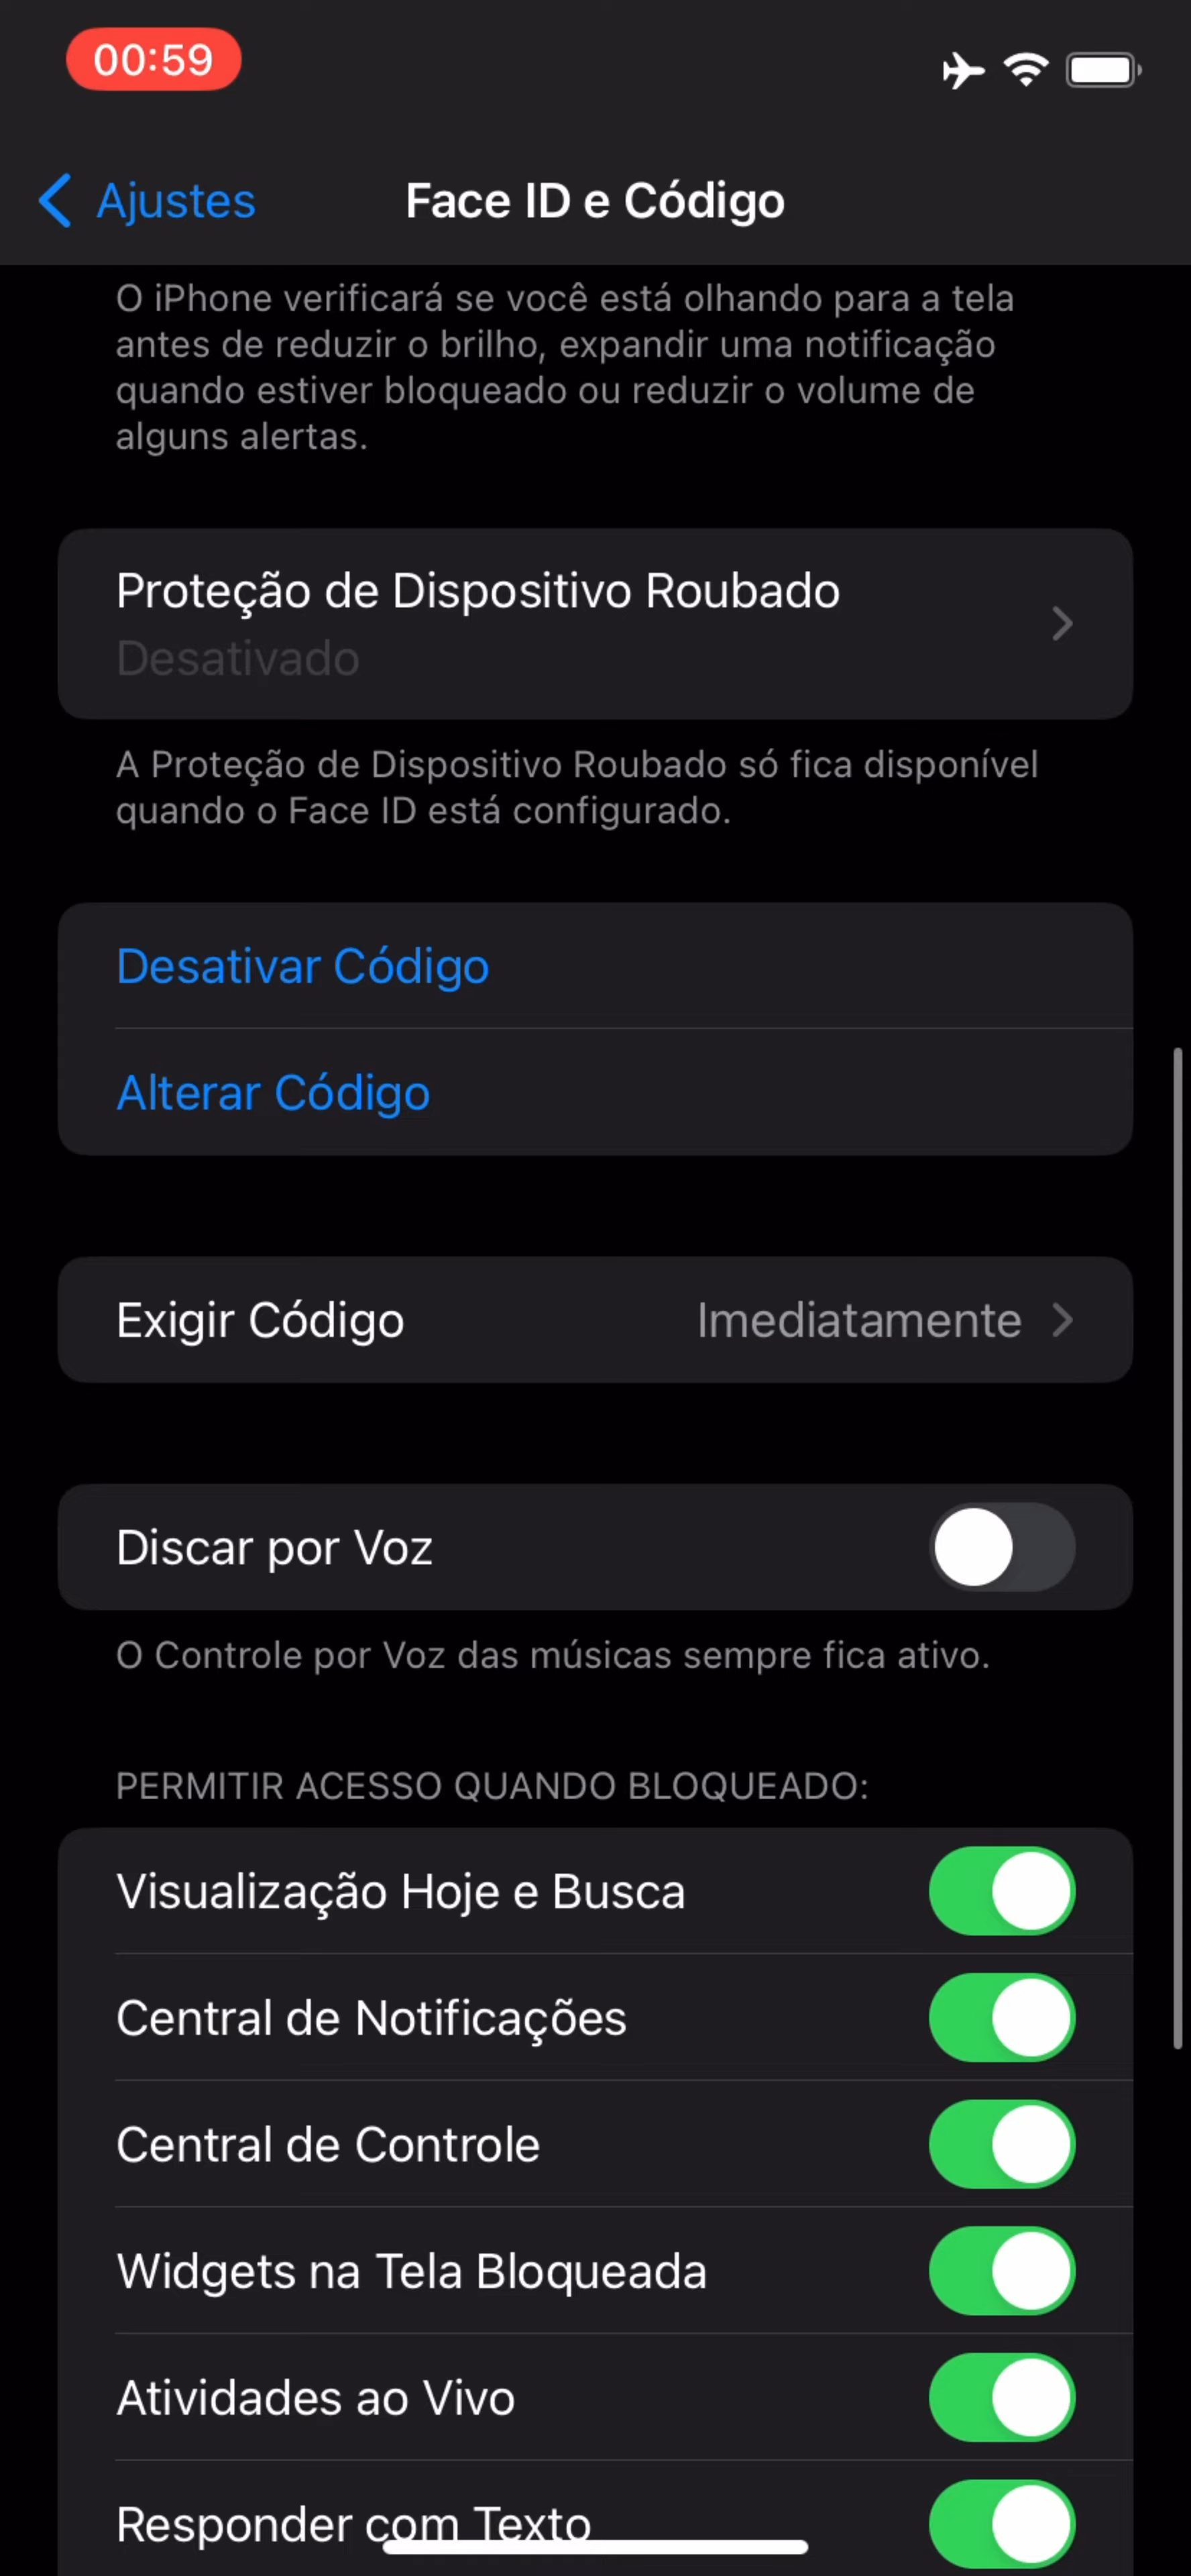 00:59
Ajustes
Face ID e Código
O iPhone verificará se você está olhando para a tela
antes de reduzir o brilho, expandir uma notificação
quando estiver bloqueado ou reduzir o volume de
alguns alertas.
Proteção de Dispositivo Roubado
Desativado
A Proteção de Dispositivo Roubado só fica disponível
quando o Face ID está configurado.
Desativar Código
Alterar Código
Exigir Código
Imediatamente
Discar por Voz
O Controle por Voz das músicas sempre fica ativo.
PERMITIR ACESSO QUANDO BLOQUEADO:
Visualização Hoje e Busca
Central de Notificações
Central de Controle
Widgets na Tela Bloqueada
Atividades ao Vivo
Responder com Texto